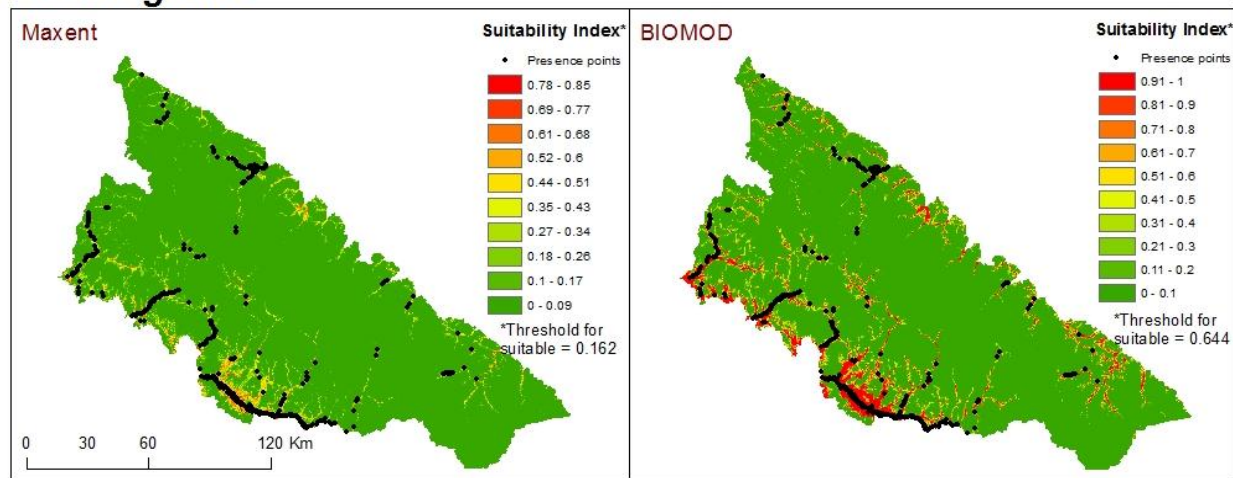 Maxent
Suitability Index*
Presence points
0.78 - 0.85
0.69 - 0.77
0.61 - 0.68
0.52 - 0.6
0.44 - 0.51
0.35 - 0.43
0.27 - 0.34
0.18 - 0.26
0.1 - 0.17
0 - 0.09
*Threshold for
suitable = 0.162
0 30 60 120 Km
BIOMOD
Suitability Index*
Presence points
0.91 - 1
0.81 - 0.9
0.71 - 0.8
0.61 - 0.7
0.51 - 0.6
0.41 - 0.5
0.31 - 0.4
0.21 - 0.3
0.11 - 0.2
0 - 0.1
*Threshold for
suitable = 0.644